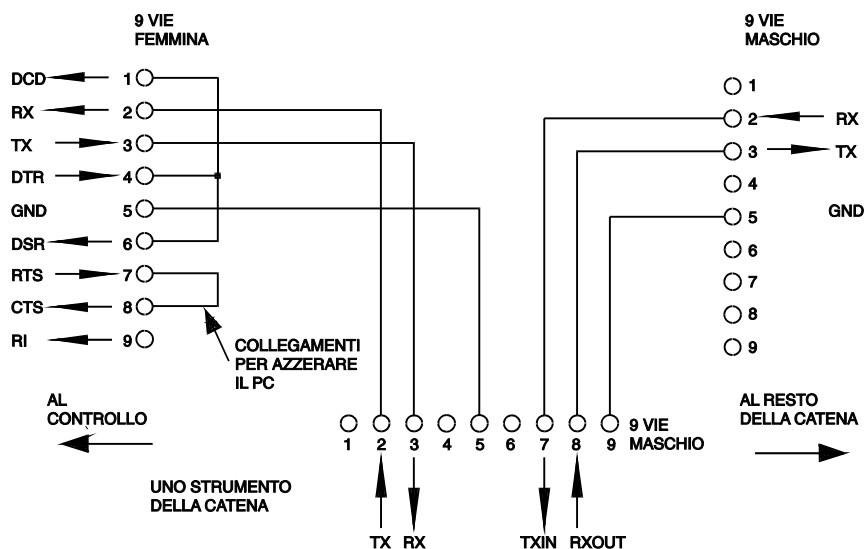 9 VIE
FEMMINA
9 VIE
MASCHIO
DCD 1
RX 2
TX 3
DTR 4
GND 5
DSR 6
RTS 7
CTS 8
RI 9
1
2 RX
3 TX
4
5 GND
6
7
8
9
COLLEGAMENTI
PER AZZERARE
IL PC
AL
CONTROLLO
AL RESTO
DELLA CATENA
1 2 3 4 5 6 7 8 9
9 VIE
MASCHIO
UNO STRUMENTO
DELLA CATENA
TX RX TXIN RXOUT